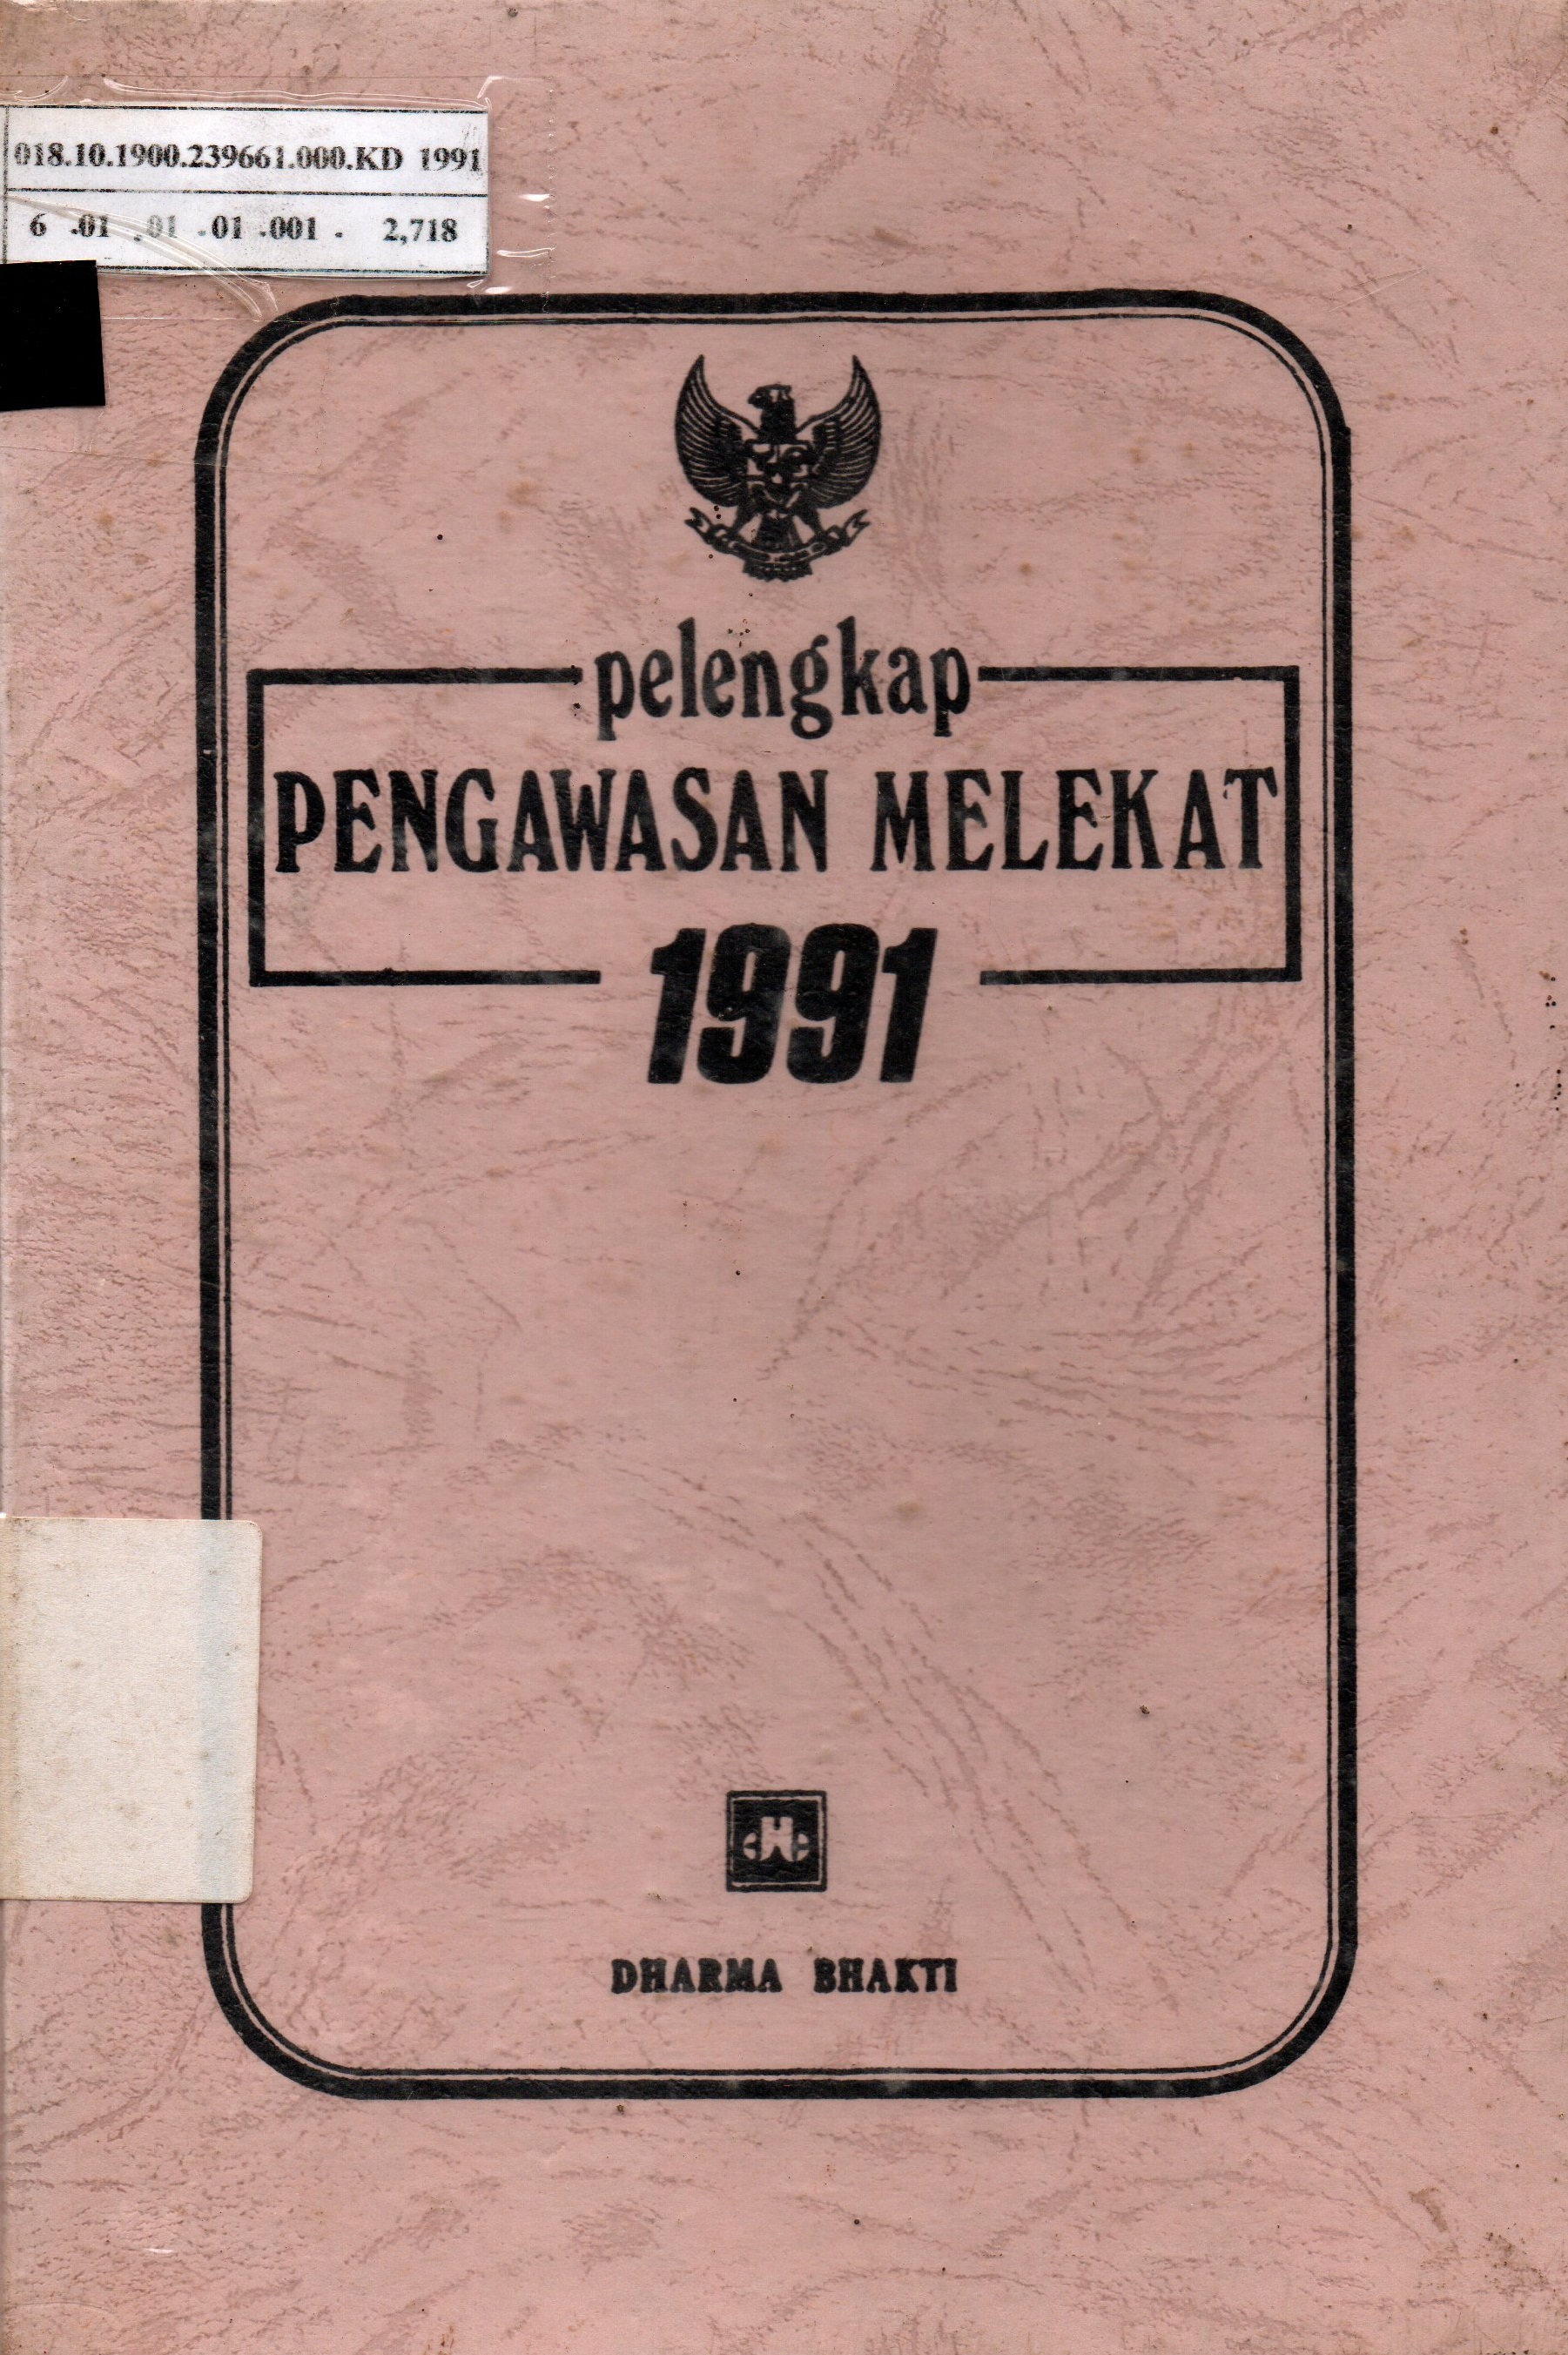 018.10.1900.239661.000.KD 1991
6 .01 .01 .01 .001 . 2,718
pelengkap
PENGAWASAN MELEKAT
1991
DHARMA BHAKTI